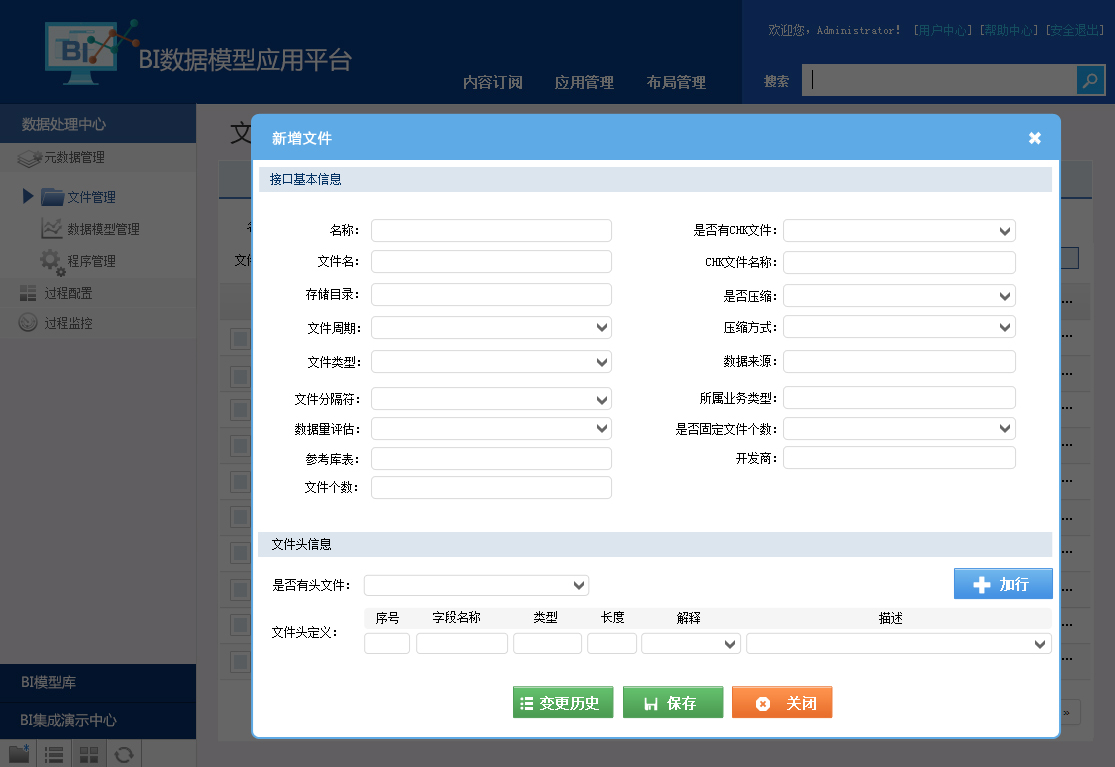 BI
BI数据模型应用平台
内容订阅 应用管理 布局管理
欢迎您，Administrator! [用户中心] [帮助中心] [安全退出]
搜索
数据处理中心
元数据管理
文件管理
数据模型管理
程序管理
过程配置
过程监控
BI模型库
BI集成演示中心
文
文件
新增文件
接口基本信息
名称： 是否有CHK文件：
文件名： CHK文件名称：
存储目录： 是否压缩：
文件周期： 压缩方式：
文件类型： 数据来源：
文件分隔符： 所属业务类型：
数据量评估： 是否固定文件个数：
参考库表： 开发商：
文件个数：
文件头信息
是否有头文件： 加行
序号 字段名称 类型 长度 解释 描述
文件头定义：
变更历史 保存 关闭